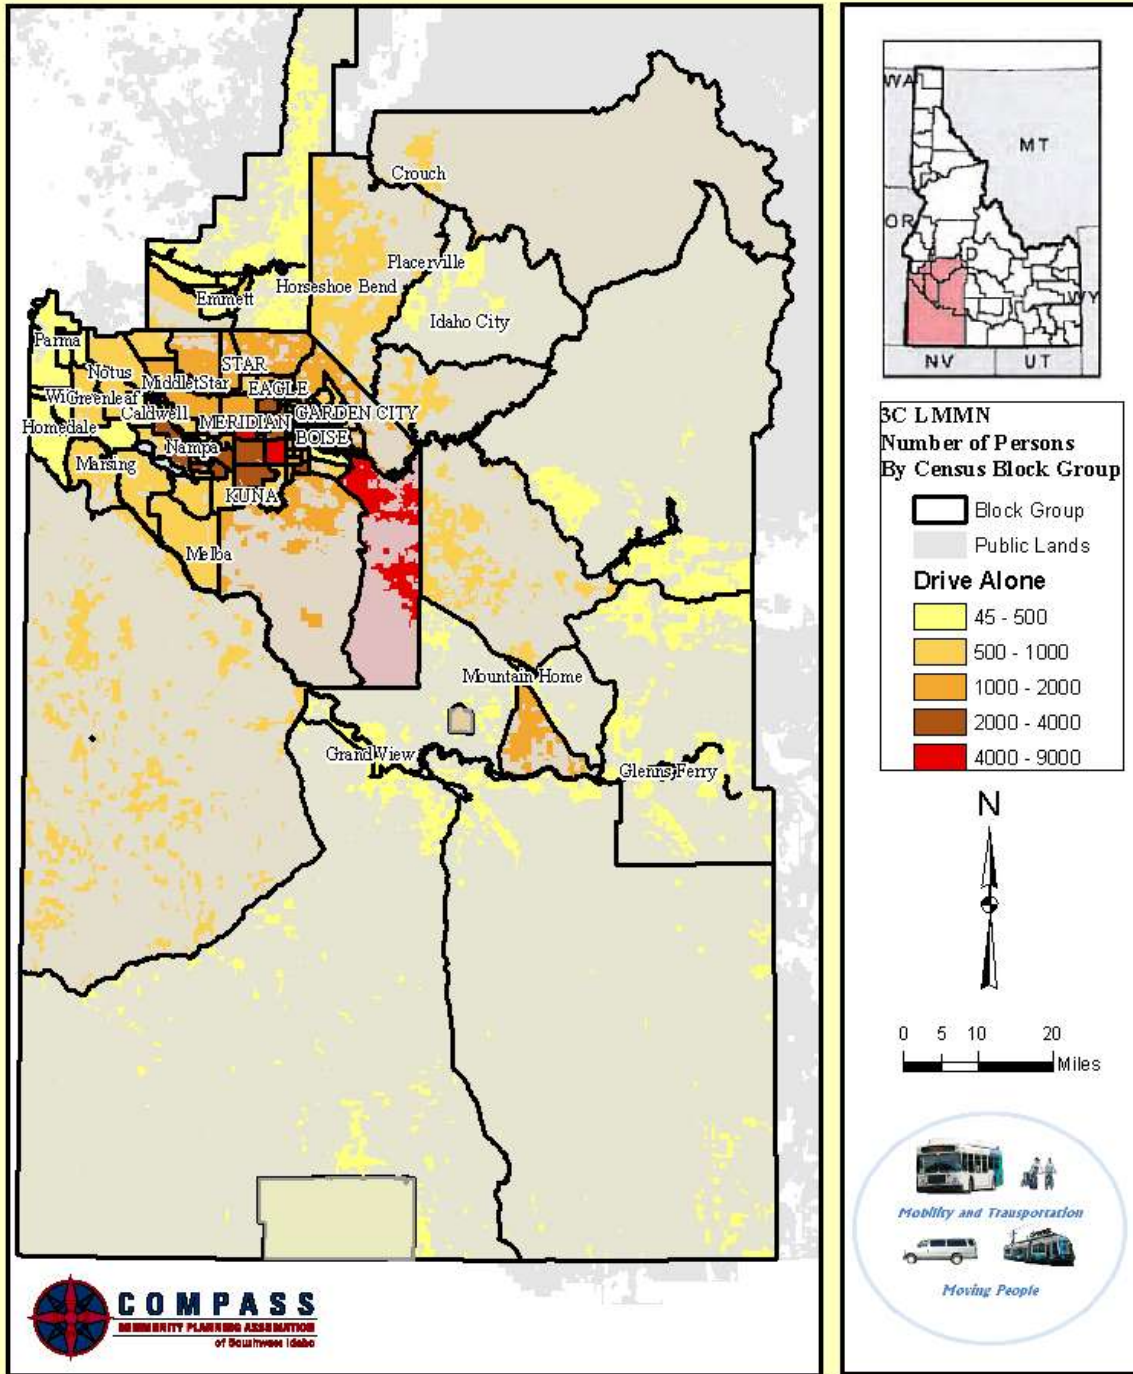 Crouch
Placerville
Horseshoe Bend
Emmett
Idaho City
Parma
STAR
Notus
MiddletStar
EAGLE
Wi
Greenleaf
Caldwell
MERIDIAN
GARDEN CITY
Homedale
BOISE
Nampa
Marsing
KUNA
Melba
Mountain Home
Grand View
Glenns Ferry
COMPASS
COMMUNITY PLANNING ASSOCIATION
of Southwest Idaho
WA
MT
OR
WY
NV
UT
3C LMMN
Number of Persons
By Census Block Group
Block Group
Public Lands
Drive Alone
45 - 500
500 - 1000
1000 - 2000
2000 - 4000
4000 - 9000
N
0 5 10 20
Miles
Mobility and Transportation
Moving People